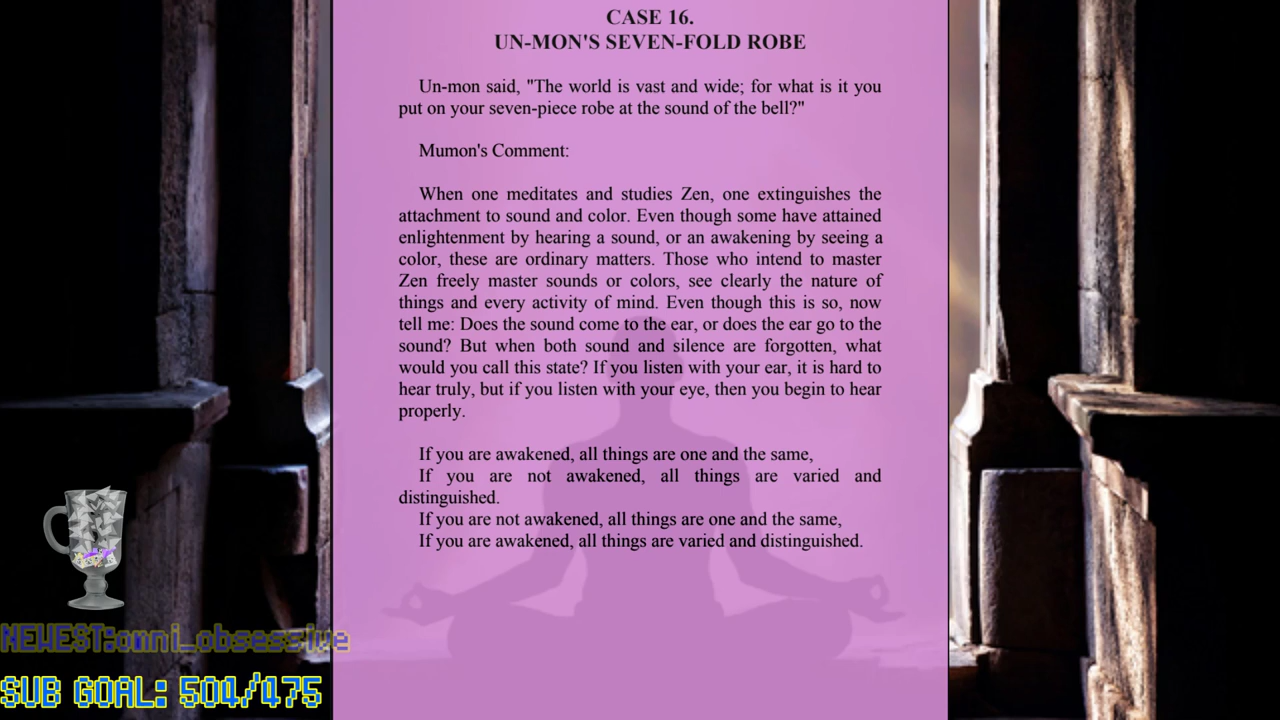 CASE 16.
UN-MON'S SEVEN-FOLD ROBE
Un-mon said, "The world is vast and wide; for what is it you
put on your seven-piece robe at the sound of the bell?"
Mumon's Comment:
When one meditates and studies Zen, one extinguishes the
attachment to sound and color. Even though some have attained
enlightenment by hearing a sound, or an awakening by seeing a
color, these are ordinary matters. Those who intend to master
Zen freely master sounds or colors, see clearly the nature of
things and every activity of mind. Even though this is so, now
tell me: Does the sound come to the ear, or does the ear go to the
sound? But when both sound and silence are forgotten, what
would you call this state? If you listen with your ear, it is hard to
hear truly, but if you listen with your eye, then you begin to hear
properly.
If you are awakened, all things are one and the same,
If you are not awakened, all things are varied and
distinguished.
If you are not awakened, all things are one and the same,
If you are awakened, all things are varied and distinguished.
NEWEST:omni_obsessive
SUB GOAL: 504/475